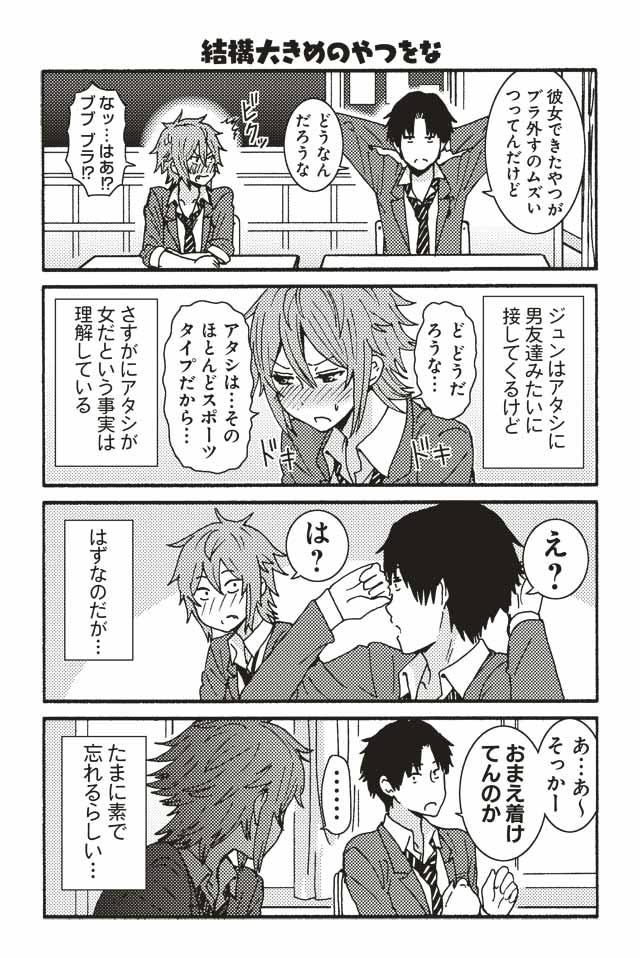 結構大きめのやつをな
彼女できたやつが
ブラ外すのムズい
つってんだけど
どうなん
だろうな
ビクッ
なッ…はあ!?
ブブ ブラ!?
ジュンはアタシに
男友達みたいに
接してくるけど
ど どうだ
ろうな…
アタシは…その
ほとんどスポーツ
タイプだから…
ドキ
ドキ
さすがにアタシが
女だという事実は
理解している
え?
は?
はずなのだが…
あ…あ〜
そっかー
おまえ着け
てんのか
……
たまに素で
忘れるらしい…